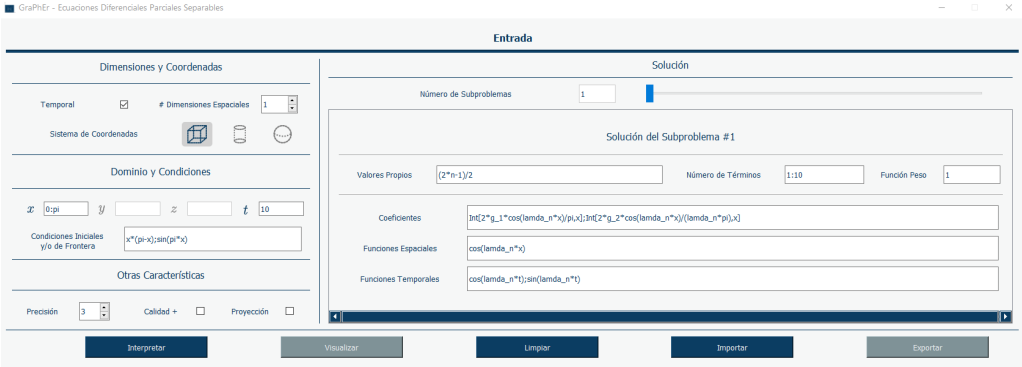 GraPhEr - Ecuaciones Diferenciales Parciales Separables
Entrada
Dimensiones y Coordenadas
Temporal
# Dimensiones Espaciales
1
Sistema de Coordenadas
Dominio y Condiciones
x
0:pi
y
z
t
10
Condiciones Iniciales
y/o de Frontera
x*(pi-x);sin(pi*x)
Otras Características
Precisión
3
Calidad +
Proyección
Solución
Número de Subproblemas
1
Solución del Subproblema #1
Valores Propios
(2*n-1)/2
Número de Términos
1:10
Función Peso
1
Coeficientes
Int[2*g_1*cos(lamda_n*x)/pi,x];Int[2*g_2*cos(lamda_n*x)/(lamda_n*pi),x]
Funciones Espaciales
cos(lamda_n*x)
Funciones Temporales
cos(lamda_n*t);sin(lamda_n*t)
Interpretar
Visualizar
Limpiar
Importar
Exportar